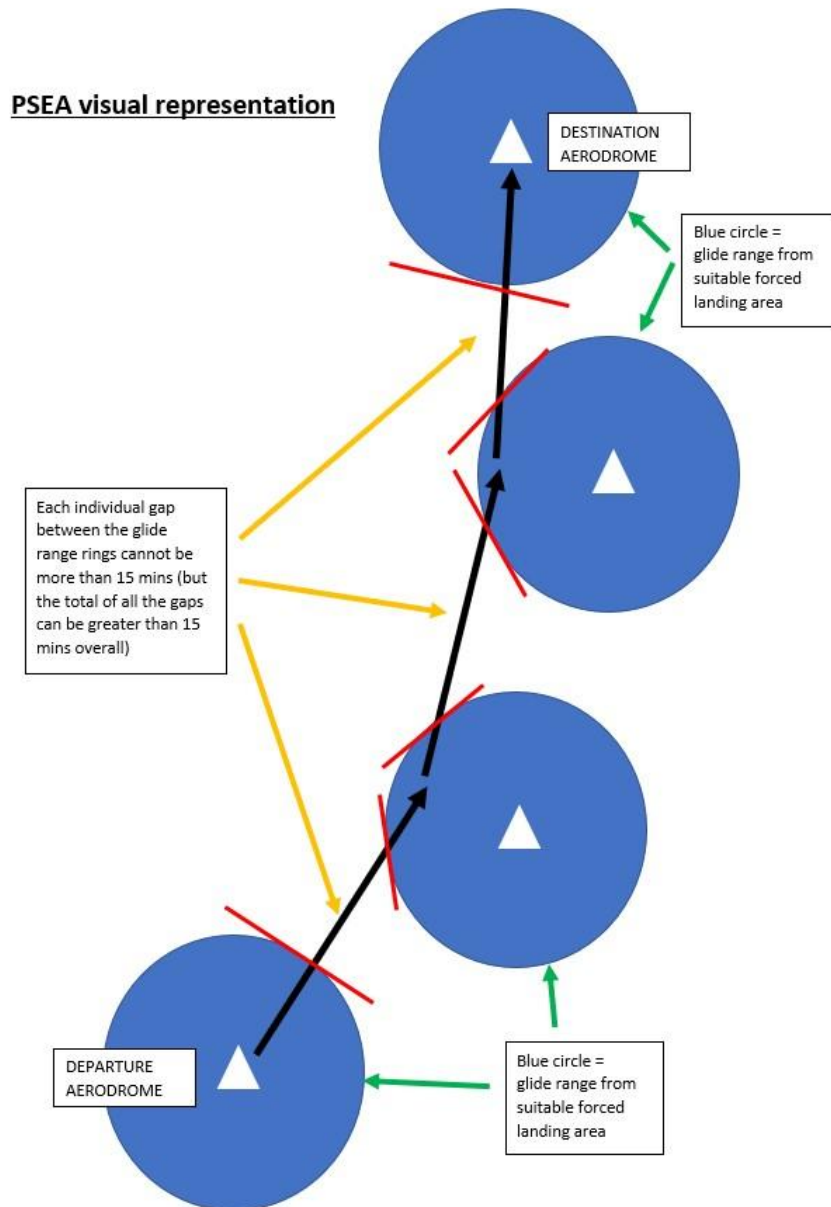 PSEA visual representation
DESTINATION
AERODROME
Blue circle =
glide range from
suitable forced
landing area
Each individual gap
between the glide
range rings cannot be
more than 15 mins (but
the total of all the gaps
can be greater than 15
mins overall)
DEPARTURE
AERODROME
Blue circle =
glide range from
suitable forced
landing area